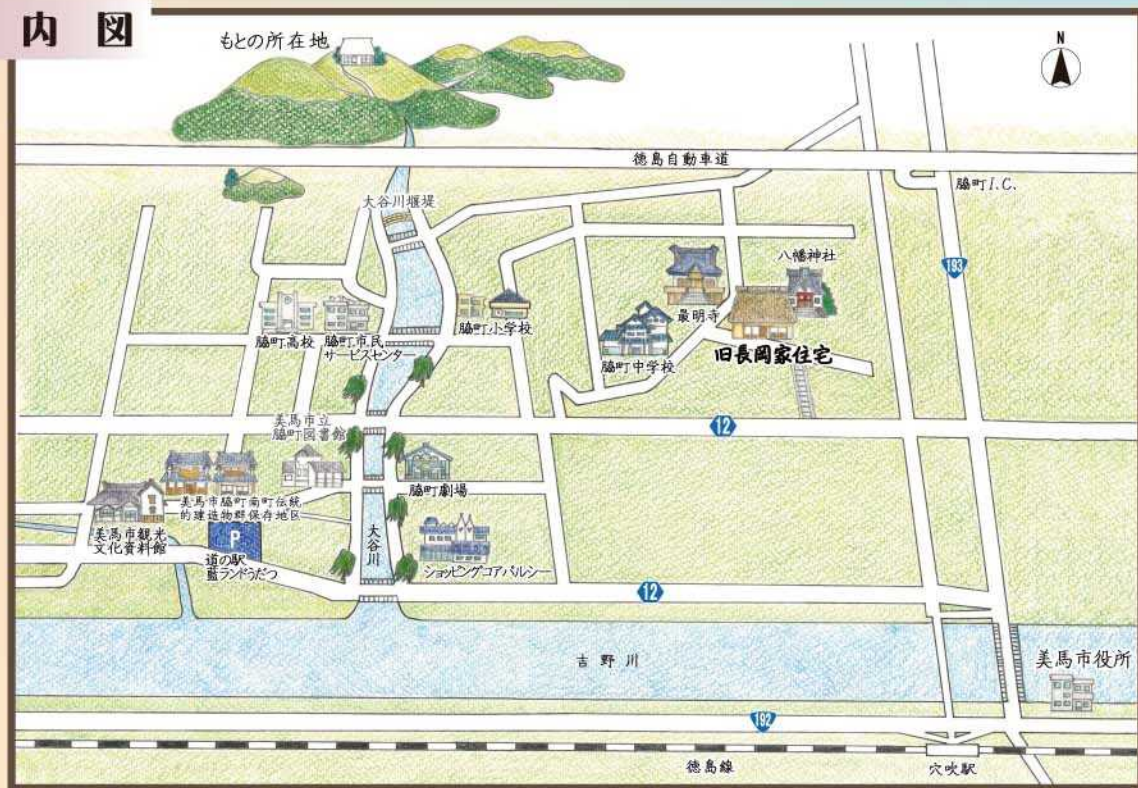 内図
もとの所在地
N
徳島自動車道
脇町I.C.
大谷川堰堤
八幡神社
193
最明寺
脇町高校
脇町市民
サービスセンター
脇町小学校
脇町中学校
旧長岡家住宅
12
美馬市立
脇町図書館
脇町劇場
美馬市脇町南町伝統
的建造物群保存地区
美馬市観光
文化資料館
P
道の駅
藍ランドうだつ
大谷川
ショッピングコアパルシー
12
吉野川
美馬市役所
192
徳島線
穴吹駅